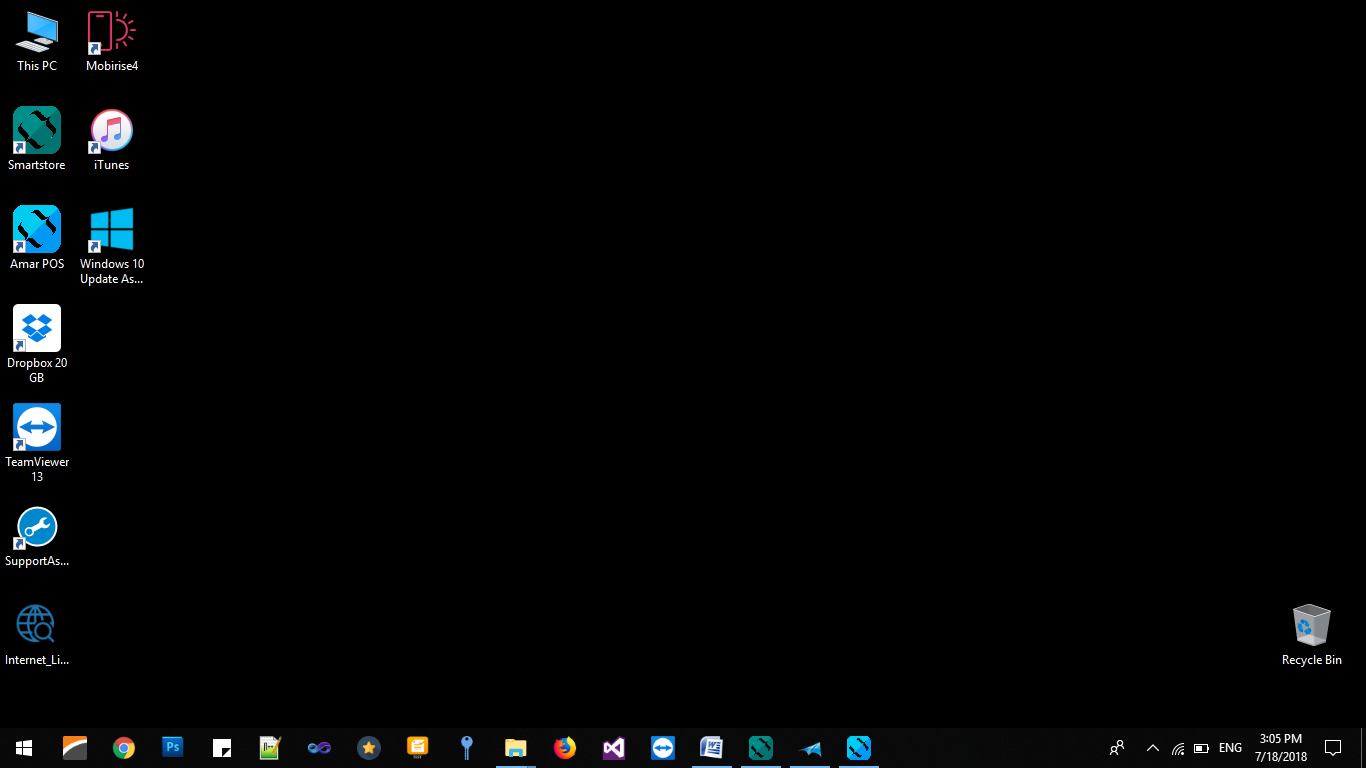 This PC
Mobirise4
Smartstore
iTunes
Amar POS
Windows 10
Update As...
Dropbox 20
GB
TeamViewer
13
SupportAs...
Internet_Li...
Recycle Bin
Ps
W
ENG
3:05 PM
7/18/2018